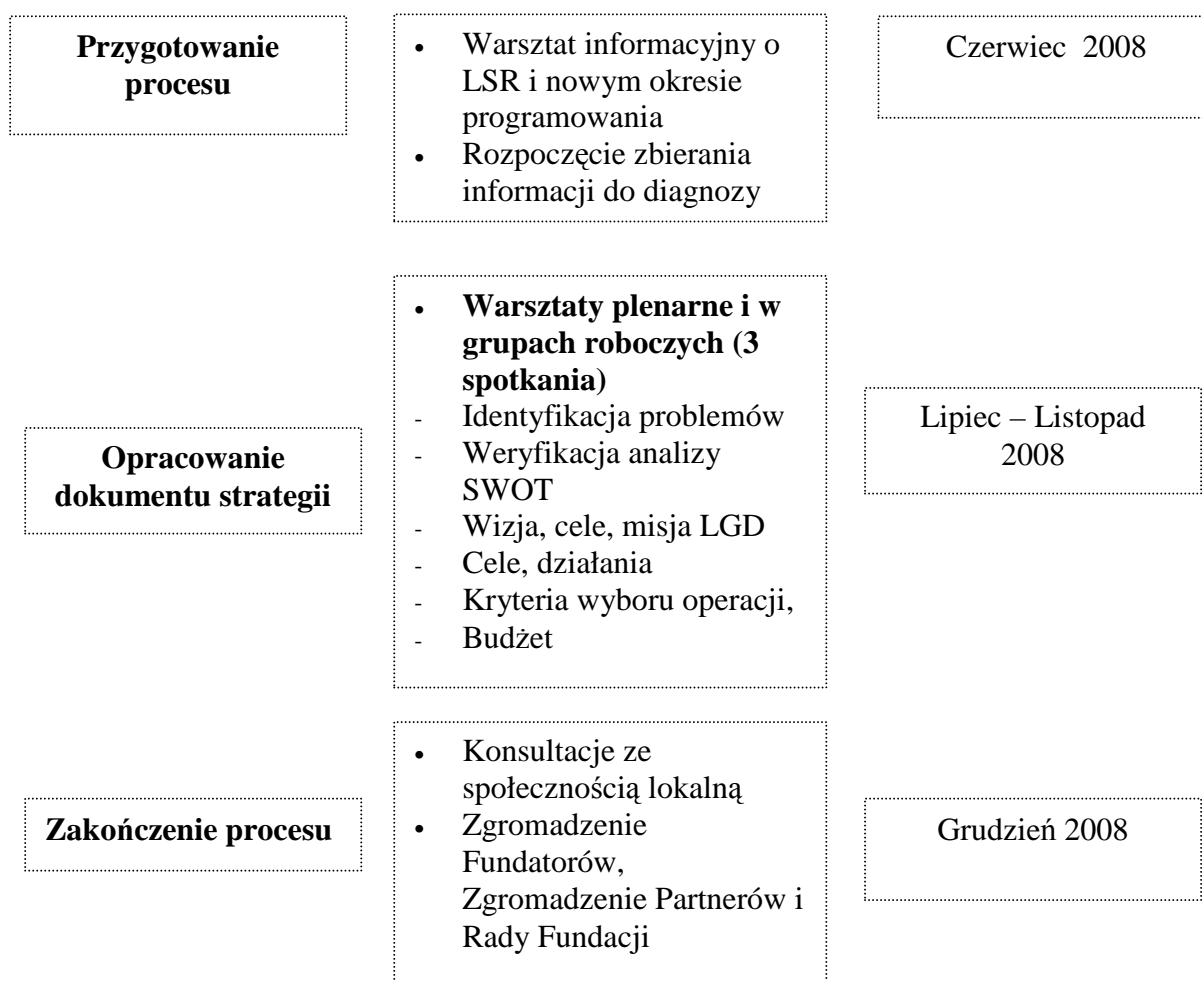 Przygotowanie
procesu
• Warsztat informacyjny o
LSR i nowym okresie
programowania
• Rozpoczęcie zbierania
informacji do diagnozy
Czerwiec 2008
Opracowanie
dokumentu strategii
• Warsztaty plenarne i w
grupach roboczych (3
spotkania)
- Identyfikacja problemów
- Weryfikacja analizy
SWOT
- Wizja, cele, misja LGD
- Cele, działania
- Kryteria wyboru operacji,
- Budżet
Lipiec – Listopad
2008
Zakończenie procesu
• Konsultacje ze
społecznością lokalną
• Zgromadzenie
Fundatorów,
Zgromadzenie Partnerów i
Rady Fundacji
Grudzień 2008